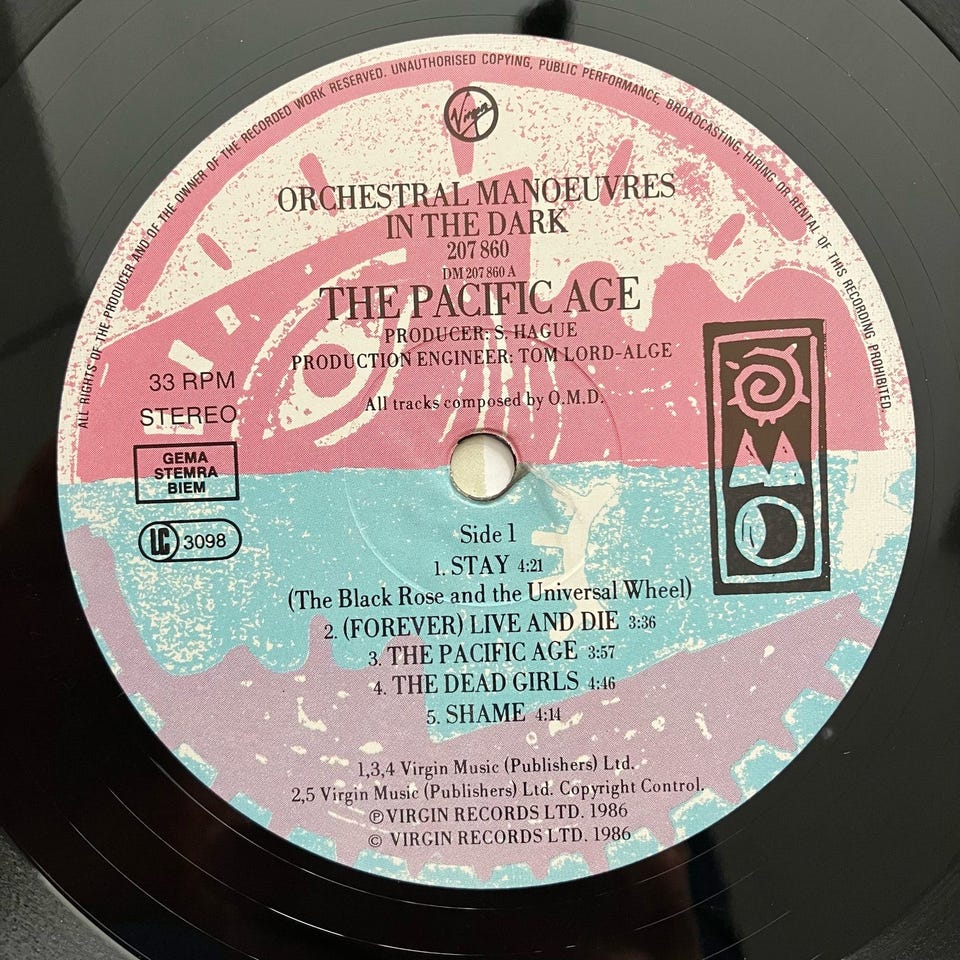 ALL RIGHTS OF THE PRODUCER AND OF THE OWNER OF THE RECORDED WORK RESERVED. UNAUTHORISED COPYING, PUBLIC PERFORMANCE, BROADCASTING, HIRING OR RENTAL OF THIS RECORDING PROHIBITED.
Virgin
ORCHESTRAL MANOEUVRES
IN THE DARK
207 860
DM 207 860 A
THE PACIFIC AGE
PRODUCER: S. HAGUE
PRODUCTION ENGINEER: TOM LORD-ALGE
All tracks composed by O.M.D.
33 RPM
STEREO
GEMA
STEMRA
BIEM
LC 3098
Side 1
1. STAY 4:21
(The Black Rose and the Universal Wheel)
2. (FOREVER) LIVE AND DIE 3:36
3. THE PACIFIC AGE 3:57
4. THE DEAD GIRLS 4:46
5. SHAME 4:14
1,3,4 Virgin Music (Publishers) Ltd.
2,5 Virgin Music (Publishers) Ltd. Copyright Control.
℗ VIRGIN RECORDS LTD. 1986
© VIRGIN RECORDS LTD. 1986